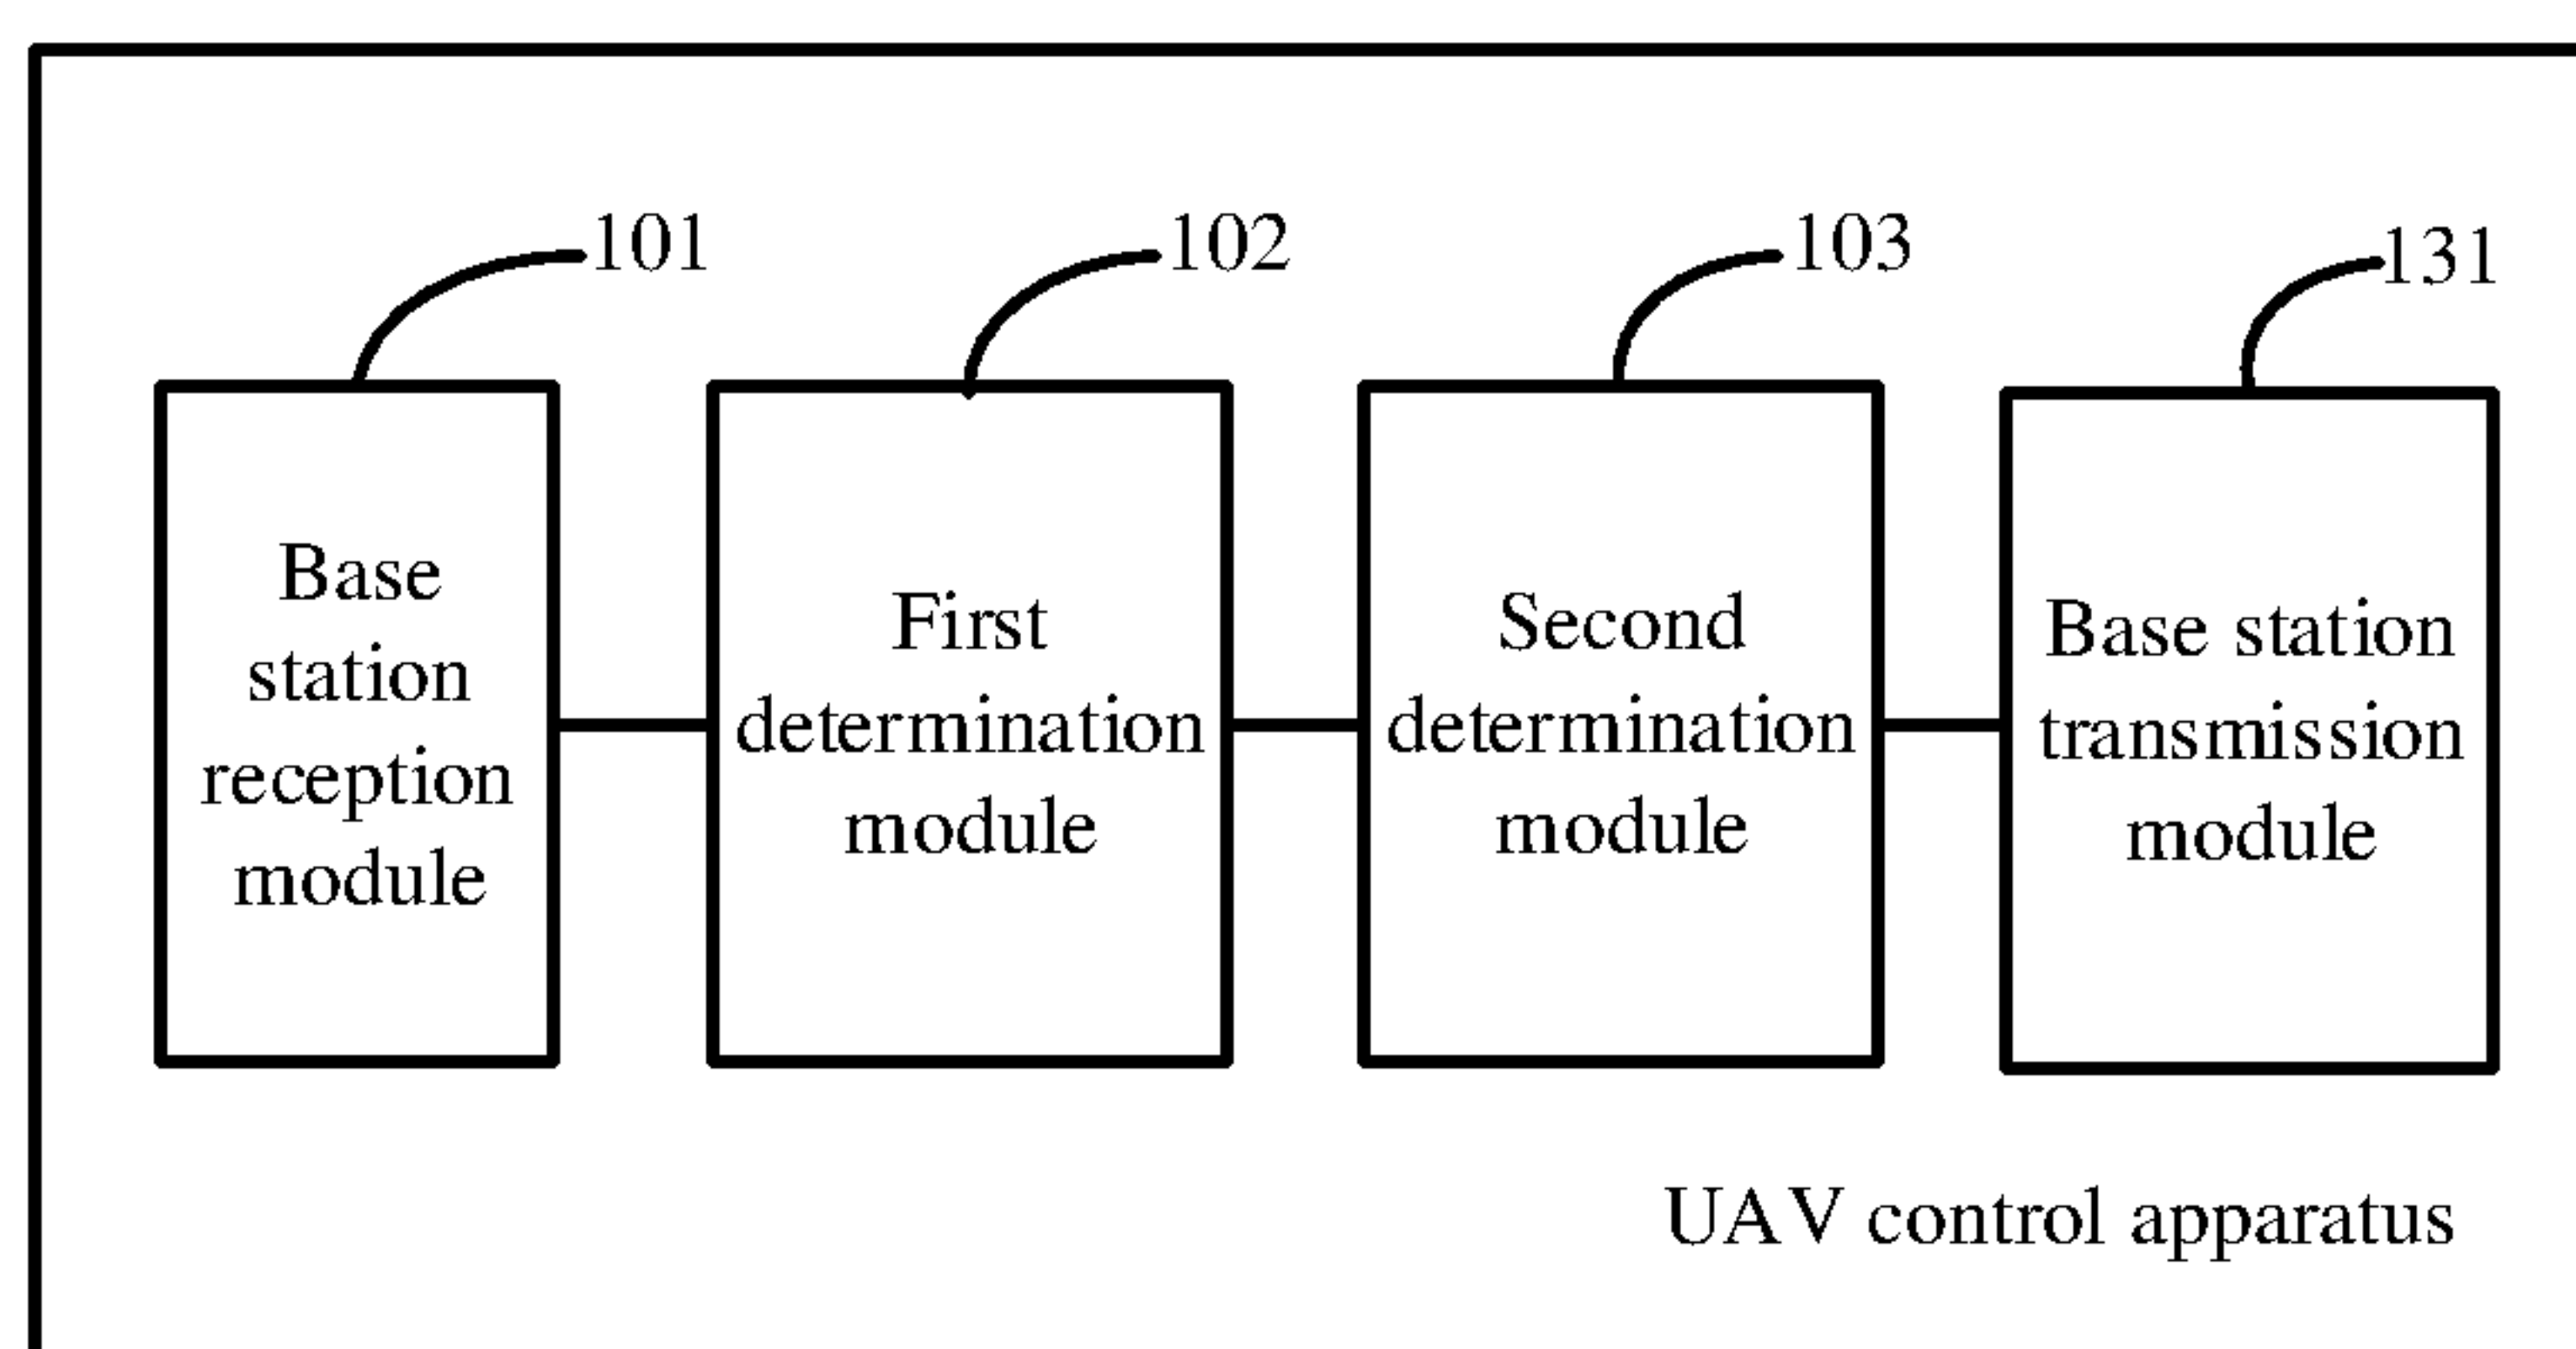 101
102
103
131
Base
station
reception
module
First
determination
module
Second
determination
module
Base station
transmission
module
UAV control apparatus